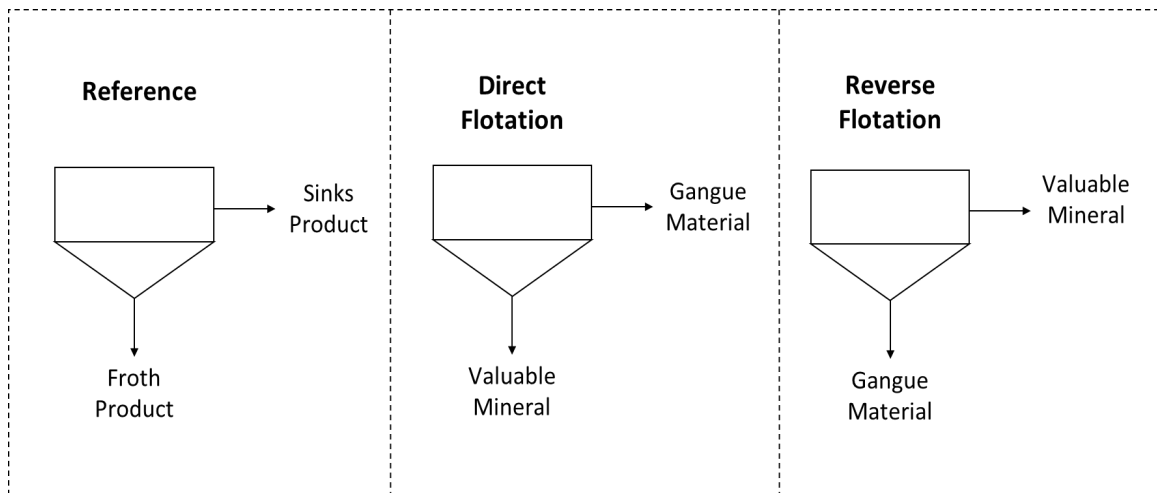 Reference
Sinks
Product
Froth
Product
Direct
Flotation
Gangue
Material
Valuable
Mineral
Reverse
Flotation
Valuable
Mineral
Gangue
Material